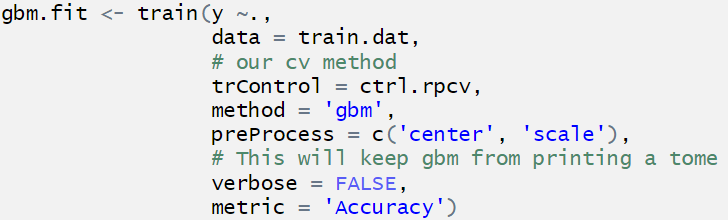 gbm.fit <- train(y ~.,
data = train.dat,
# our cv method
trControl = ctrl.rpcv,
method = 'gbm',
preProcess = c('center', 'scale'),
# This will keep gbm from printing a tome
verbose = FALSE,
metric = 'Accuracy')